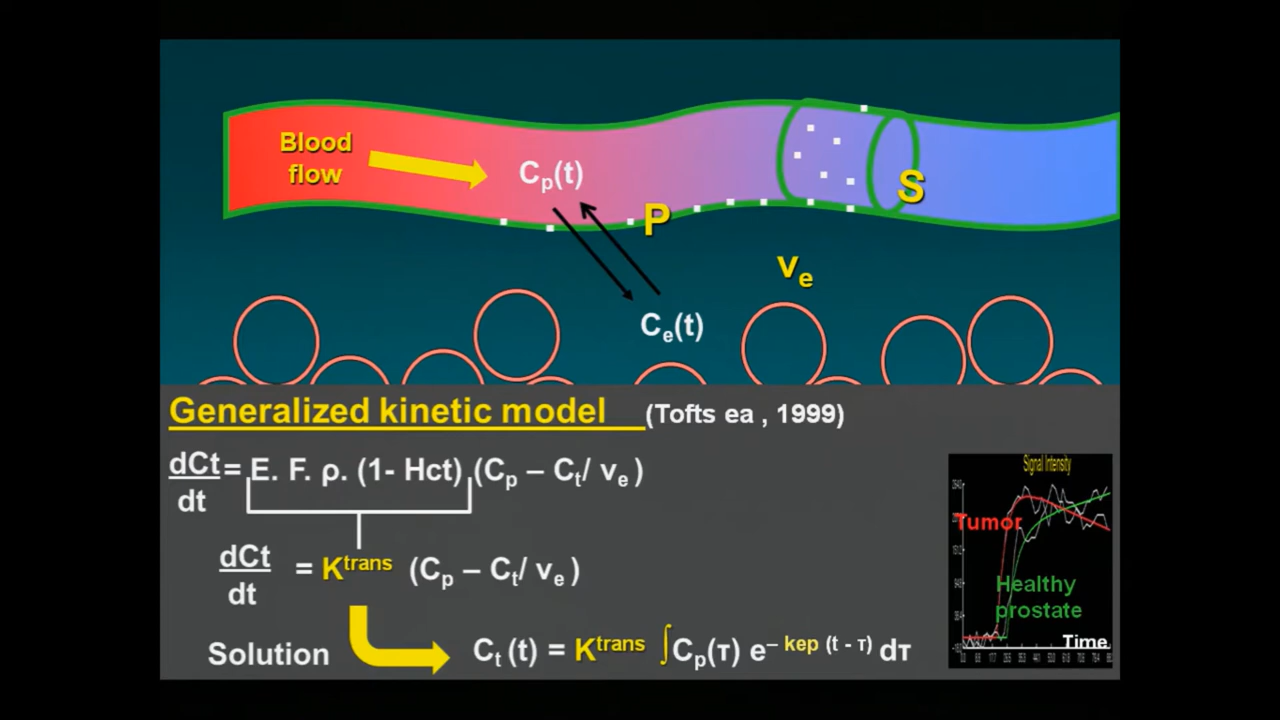 Blood
flow
Cp(t)
P
S
ve
Ce(t)
Generalized kinetic model (Tofts ea , 1999)
dCt/dt = E. F. ρ. (1- Hct) (Cp – Ct/ ve )
dCt/dt = Ktrans (Cp – Ct/ ve )
Solution Ct (t) = Ktrans ∫Cp(τ) e– kep (t - τ) dτ
Signal Intensity
Tumor
Healthy
prostate
Time